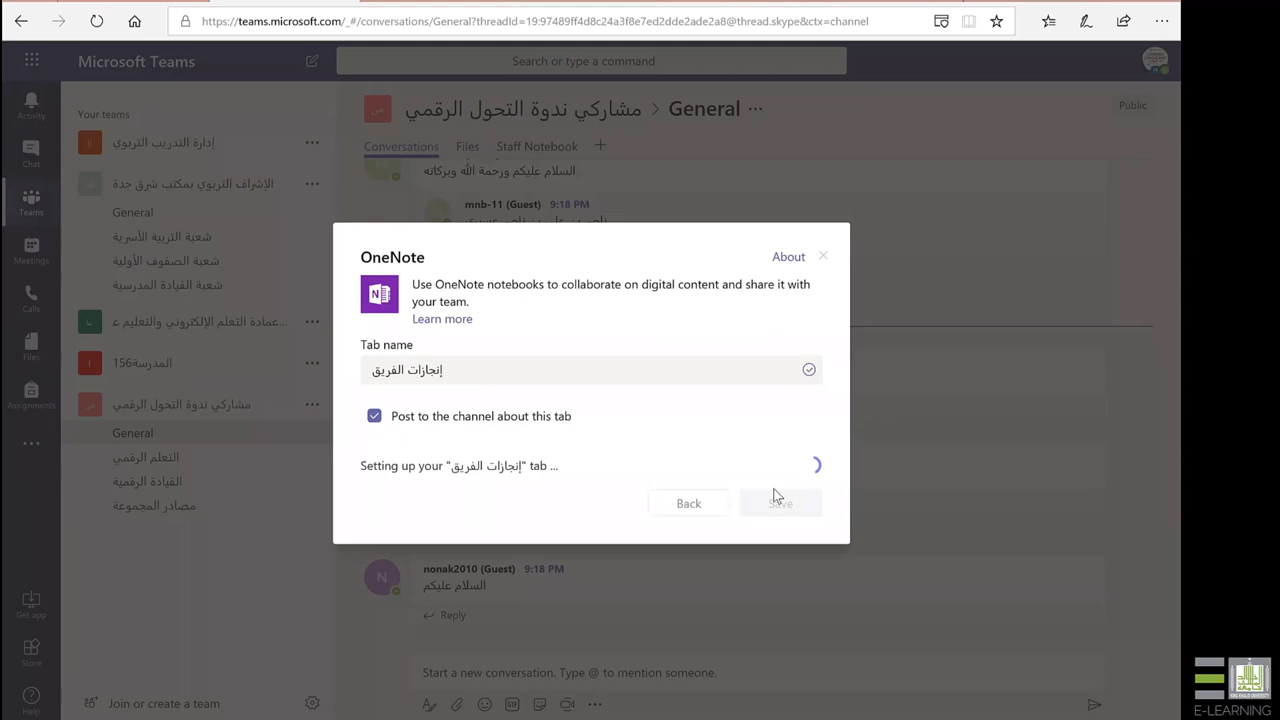 https://teams.microsoft.com/_#/conversations/General?threadId=19:97489ff4d8c24a3f8e7ed2dde2ade2a8@thread.skype&ctx=channel
Microsoft Teams
Search or type a command
Activity
Chat
Teams
Meetings
Calls
Files
Assignments
Get app
Store
Help
Your teams
إدارة التدريب التربوي
الإشراف التربوي بمكتب شرق جدة
General
شعبة التربية الأسرية
شعبة الصفوف الأولية
شعبة القيادة المدرسية
عمادة التعلم الإلكتروني والتعليم ع...
المدرسة156
مشاركي ندوة التحول الرقمي
General
التعلم الرقمي
القيادة الرقمية
مصادر المجموعة
Join or create a team
مشاركي ندوة التحول الرقمي > General
Public
Conversations Files Staff Notebook
السلام عليكم ورحمة الله وبركاته
mnb-11 (Guest) 9:18 PM
OneNote
About
Use OneNote notebooks to collaborate on digital content and share it with
your team.
Learn more
Tab name
إنجازات الفريق
Post to the channel about this tab
Setting up your "إنجازات الفريق" tab ...
Back
Save
N
nonak2010 (Guest) 9:18 PM
السلام عليكم
Reply
Start a new conversation. Type @ to mention someone.
E-LEARNING